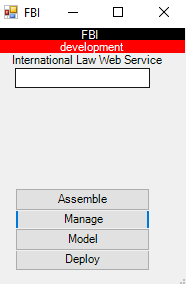 FBI
FBI
development
International Law Web Service
Assemble
Manage
Model
Deploy